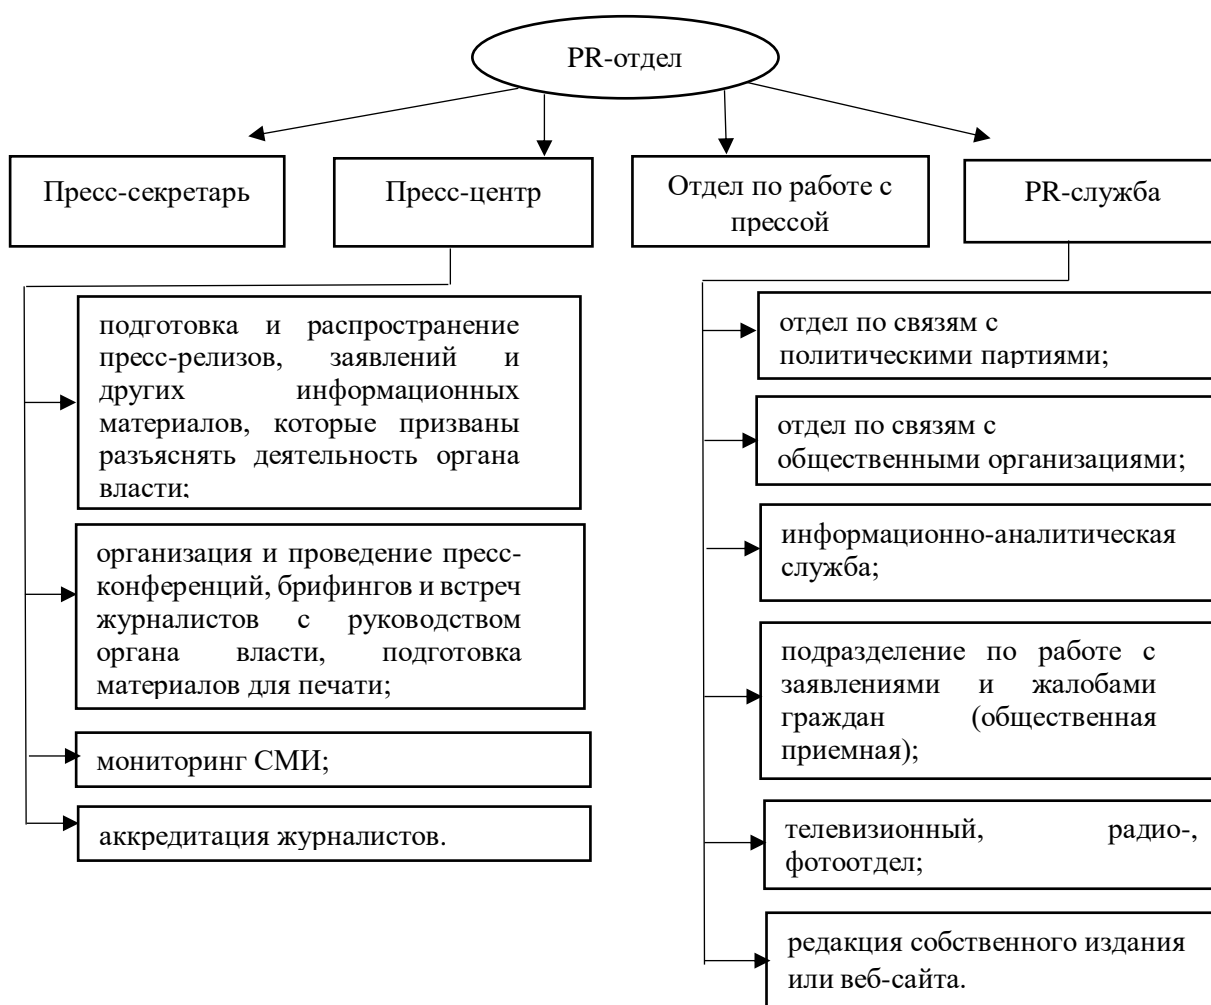 PR-отдел
Пресс-секретарь
Пресс-центр
Отдел по работе с
прессой
PR-служба
подготовка и распространение
пресс-релизов, заявлений и
других информационных
материалов, которые призваны
разъяснять деятельность органа
власти;
организация и проведение пресс-
конференций, брифингов и встреч
журналистов с руководством
органа власти, подготовка
материалов для печати;
мониторинг СМИ;
аккредитация журналистов.
отдел по связям с
политическими партиями;
отдел по связям с
общественными организациями;
информационно-аналитическая
служба;
подразделение по работе с
заявлениями и жалобами
граждан (общественная
приемная);
телевизионный, радио-,
фотоотдел;
редакция собственного издания
или веб-сайта.